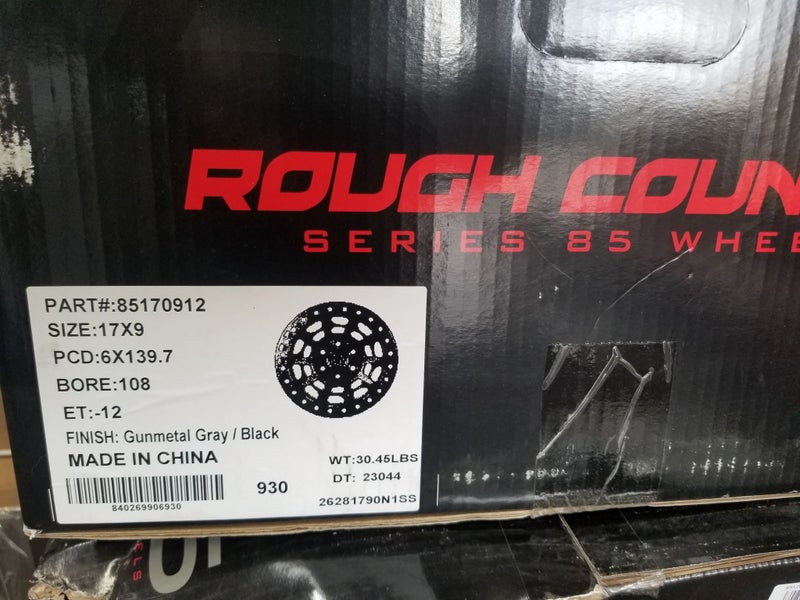 ROUGH COUN
SERIES 85 WHEE
PART#:85170912
SIZE:17X9
PCD:6X139.7
BORE:108
ET:-12
FINISH: Gunmetal Gray / Black
MADE IN CHINA
WT:30.45LBS
DT: 23044
930
26281790N1SS
840269906930
ELS